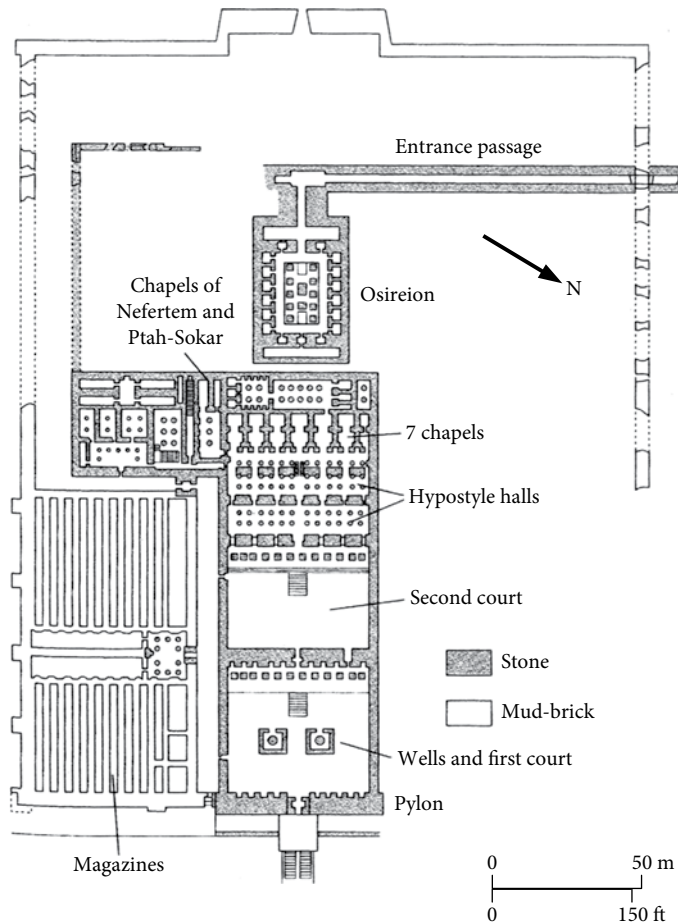 Entrance passage
N
Osireion
Chapels of
Nefertem and
Ptah-Sokar
7 chapels
Hypostyle halls
Second court
Stone
Mud-brick
Wells and first court
Pylon
Magazines
0 50 m
0 150 ft